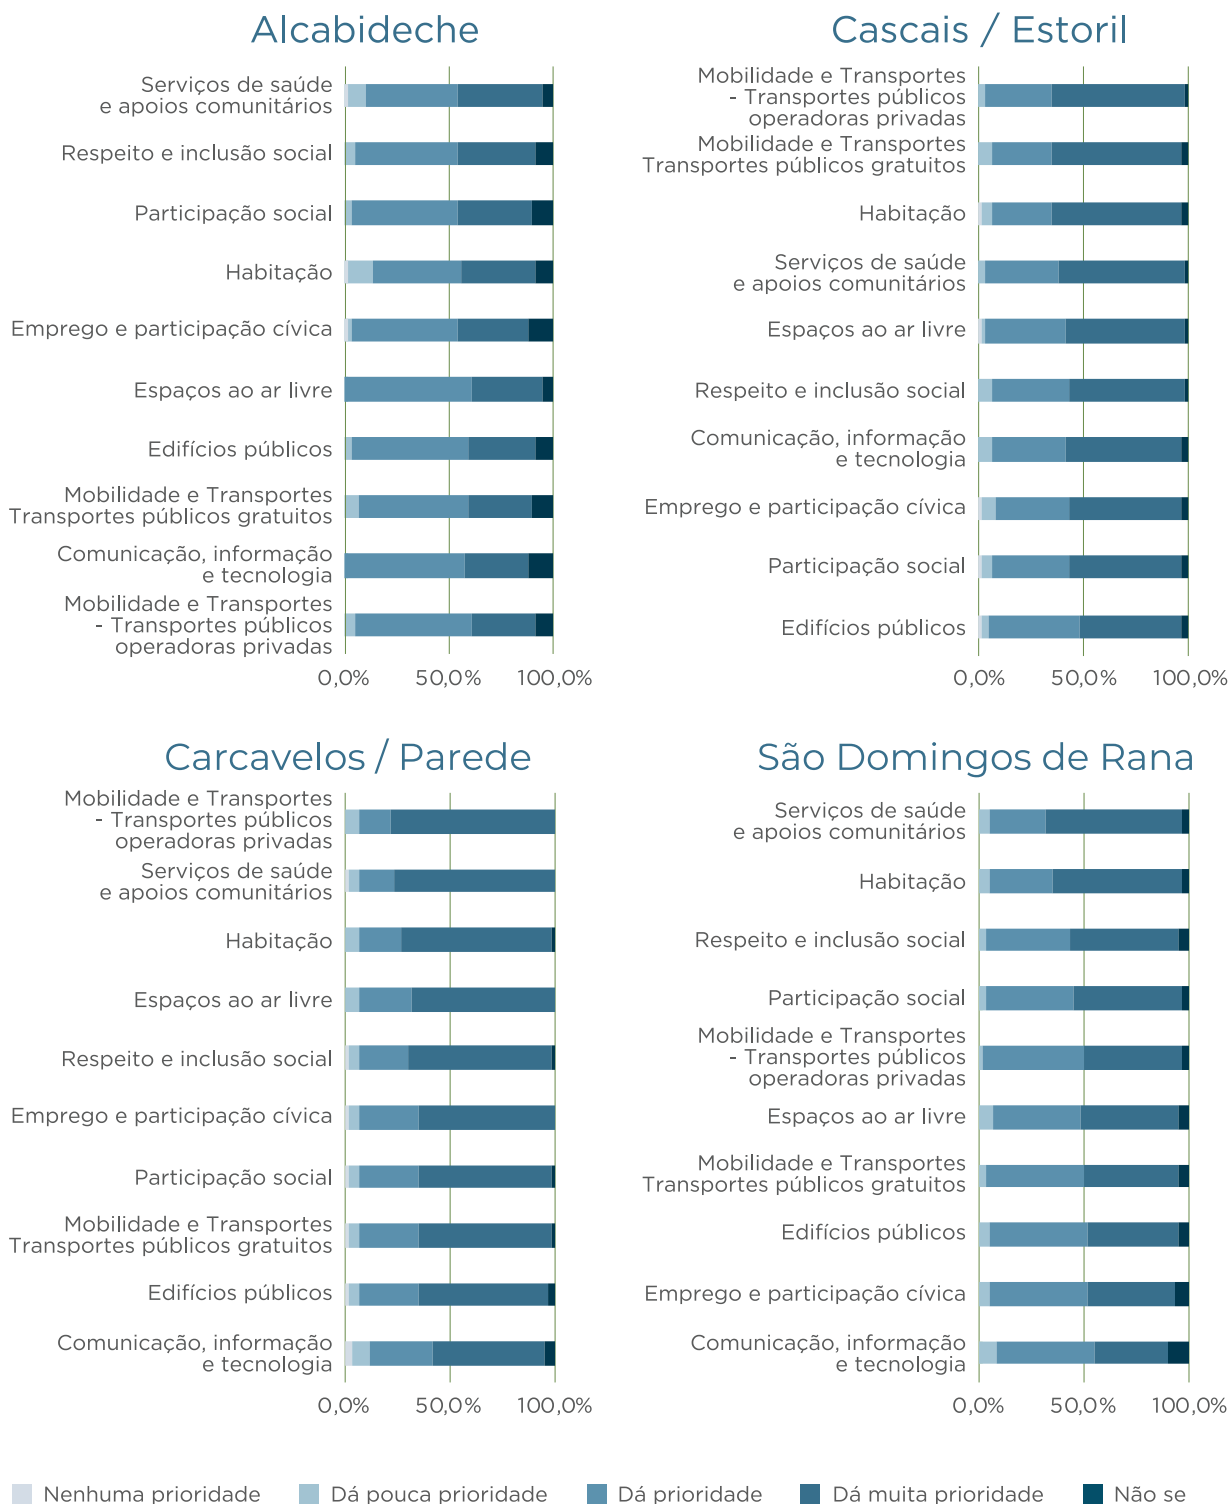 Alcabideche
Serviços de saúde
e apoios comunitários
Respeito e inclusão social
Participação social
Habitação
Emprego e participação cívica
Espaços ao ar livre
Edifícios públicos
Mobilidade e Transportes
Transportes públicos gratuitos
Comunicação, informação
e tecnologia
Mobilidade e Transportes
- Transportes públicos
operadoras privadas
0,0% 50,0% 100,0%
Cascais / Estoril
Mobilidade e Transportes
- Transportes públicos
operadoras privadas
Mobilidade e Transportes
Transportes públicos gratuitos
Habitação
Serviços de saúde
e apoios comunitários
Espaços ao ar livre
Respeito e inclusão social
Comunicação, informação
e tecnologia
Emprego e participação cívica
Participação social
Edifícios públicos
0,0% 50,0% 100,0%
Carcavelos / Parede
Mobilidade e Transportes
- Transportes públicos
operadoras privadas
Serviços de saúde
e apoios comunitários
Habitação
Espaços ao ar livre
Respeito e inclusão social
Emprego e participação cívica
Participação social
Mobilidade e Transportes
Transportes públicos gratuitos
Edifícios públicos
Comunicação, informação
e tecnologia
0,0% 50,0% 100,0%
São Domingos de Rana
Serviços de saúde
e apoios comunitários
Habitação
Respeito e inclusão social
Participação social
Mobilidade e Transportes
- Transportes públicos
operadoras privadas
Espaços ao ar livre
Mobilidade e Transportes
Transportes públicos gratuitos
Edifícios públicos
Emprego e participação cívica
Comunicação, informação
e tecnologia
0,0% 50,0% 100,0%
Nenhuma prioridade Dá pouca prioridade Dá prioridade Dá muita prioridade Não se